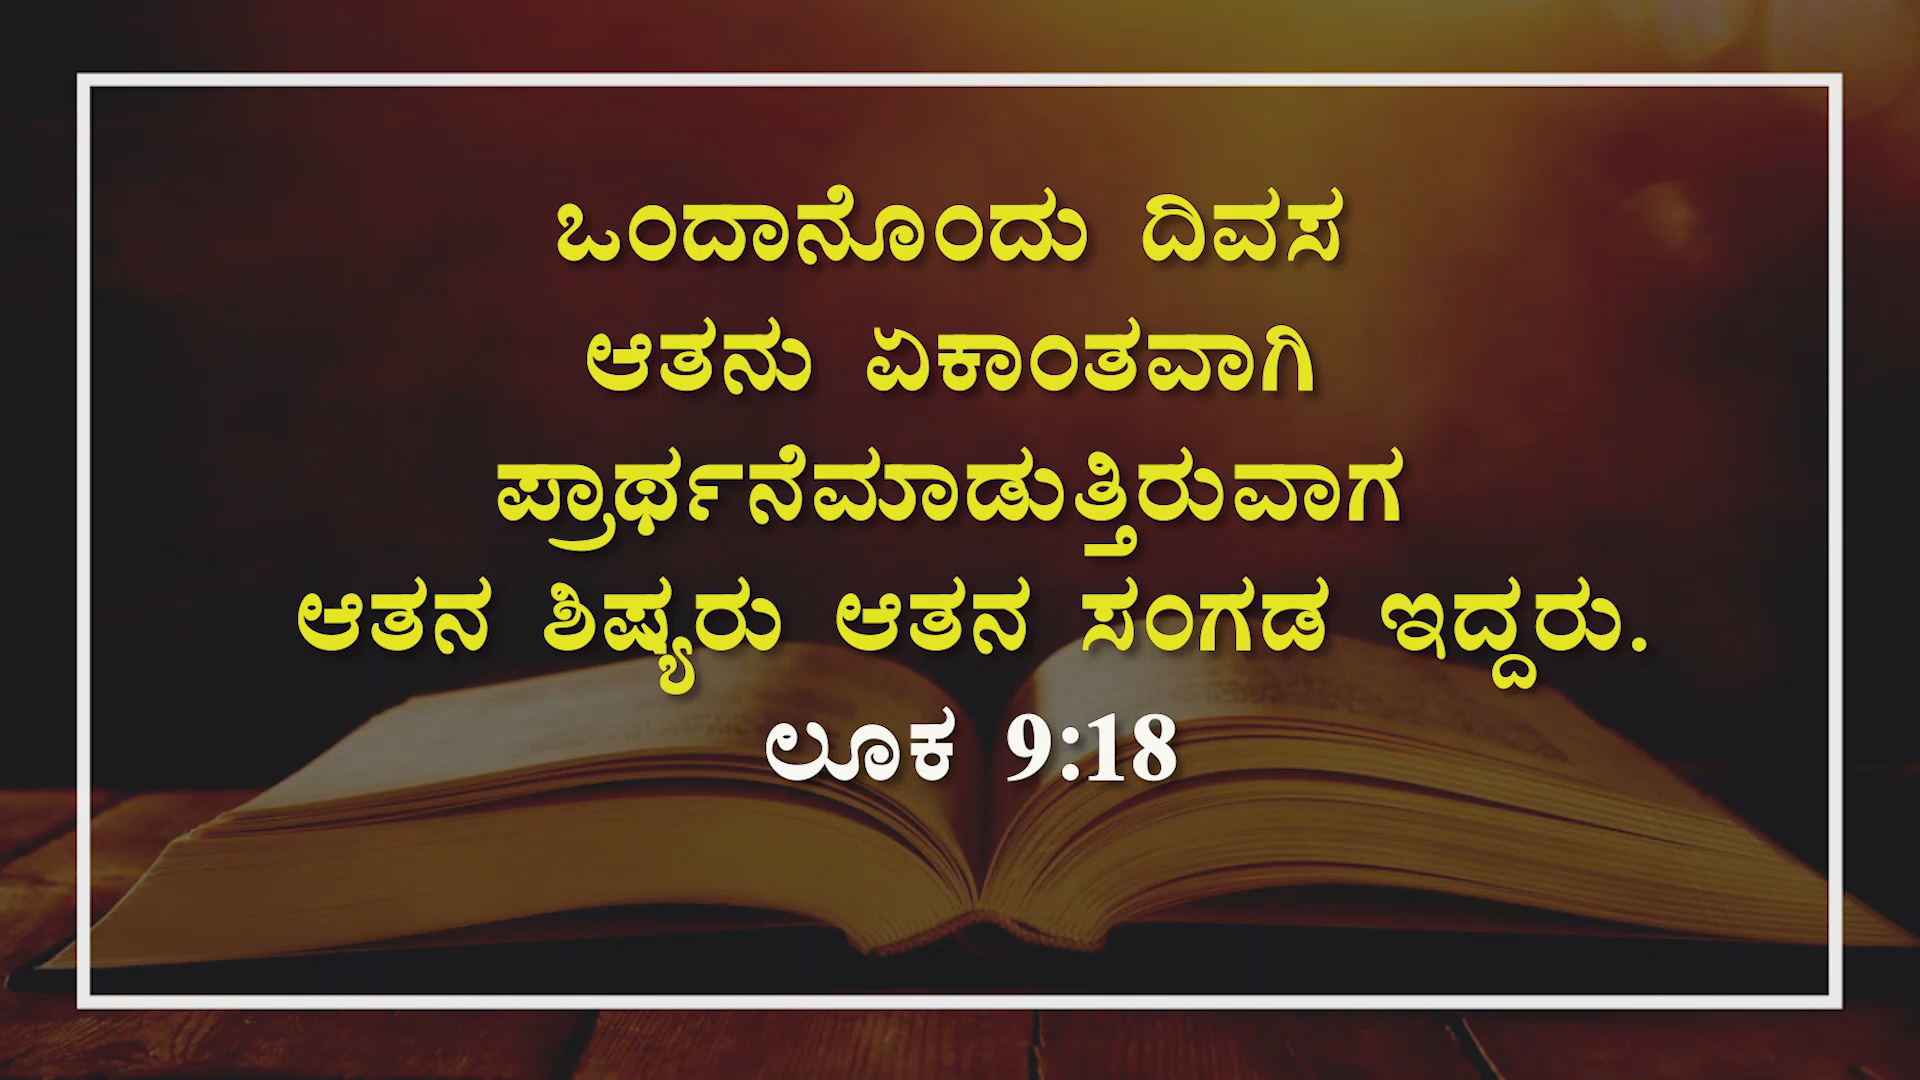 ಒಂದಾನೊಂದು ದಿವಸ
ಆತನು ಏಕಾಂತವಾಗಿ
ಪ್ರಾರ್ಥನೆಮಾಡುತ್ತಿರುವಾಗ
ಆತನ ಶಿಷ್ಯರು ಆತನ ಸಂಗಡ ಇದ್ದರು.
ಲೂಕ 9:18